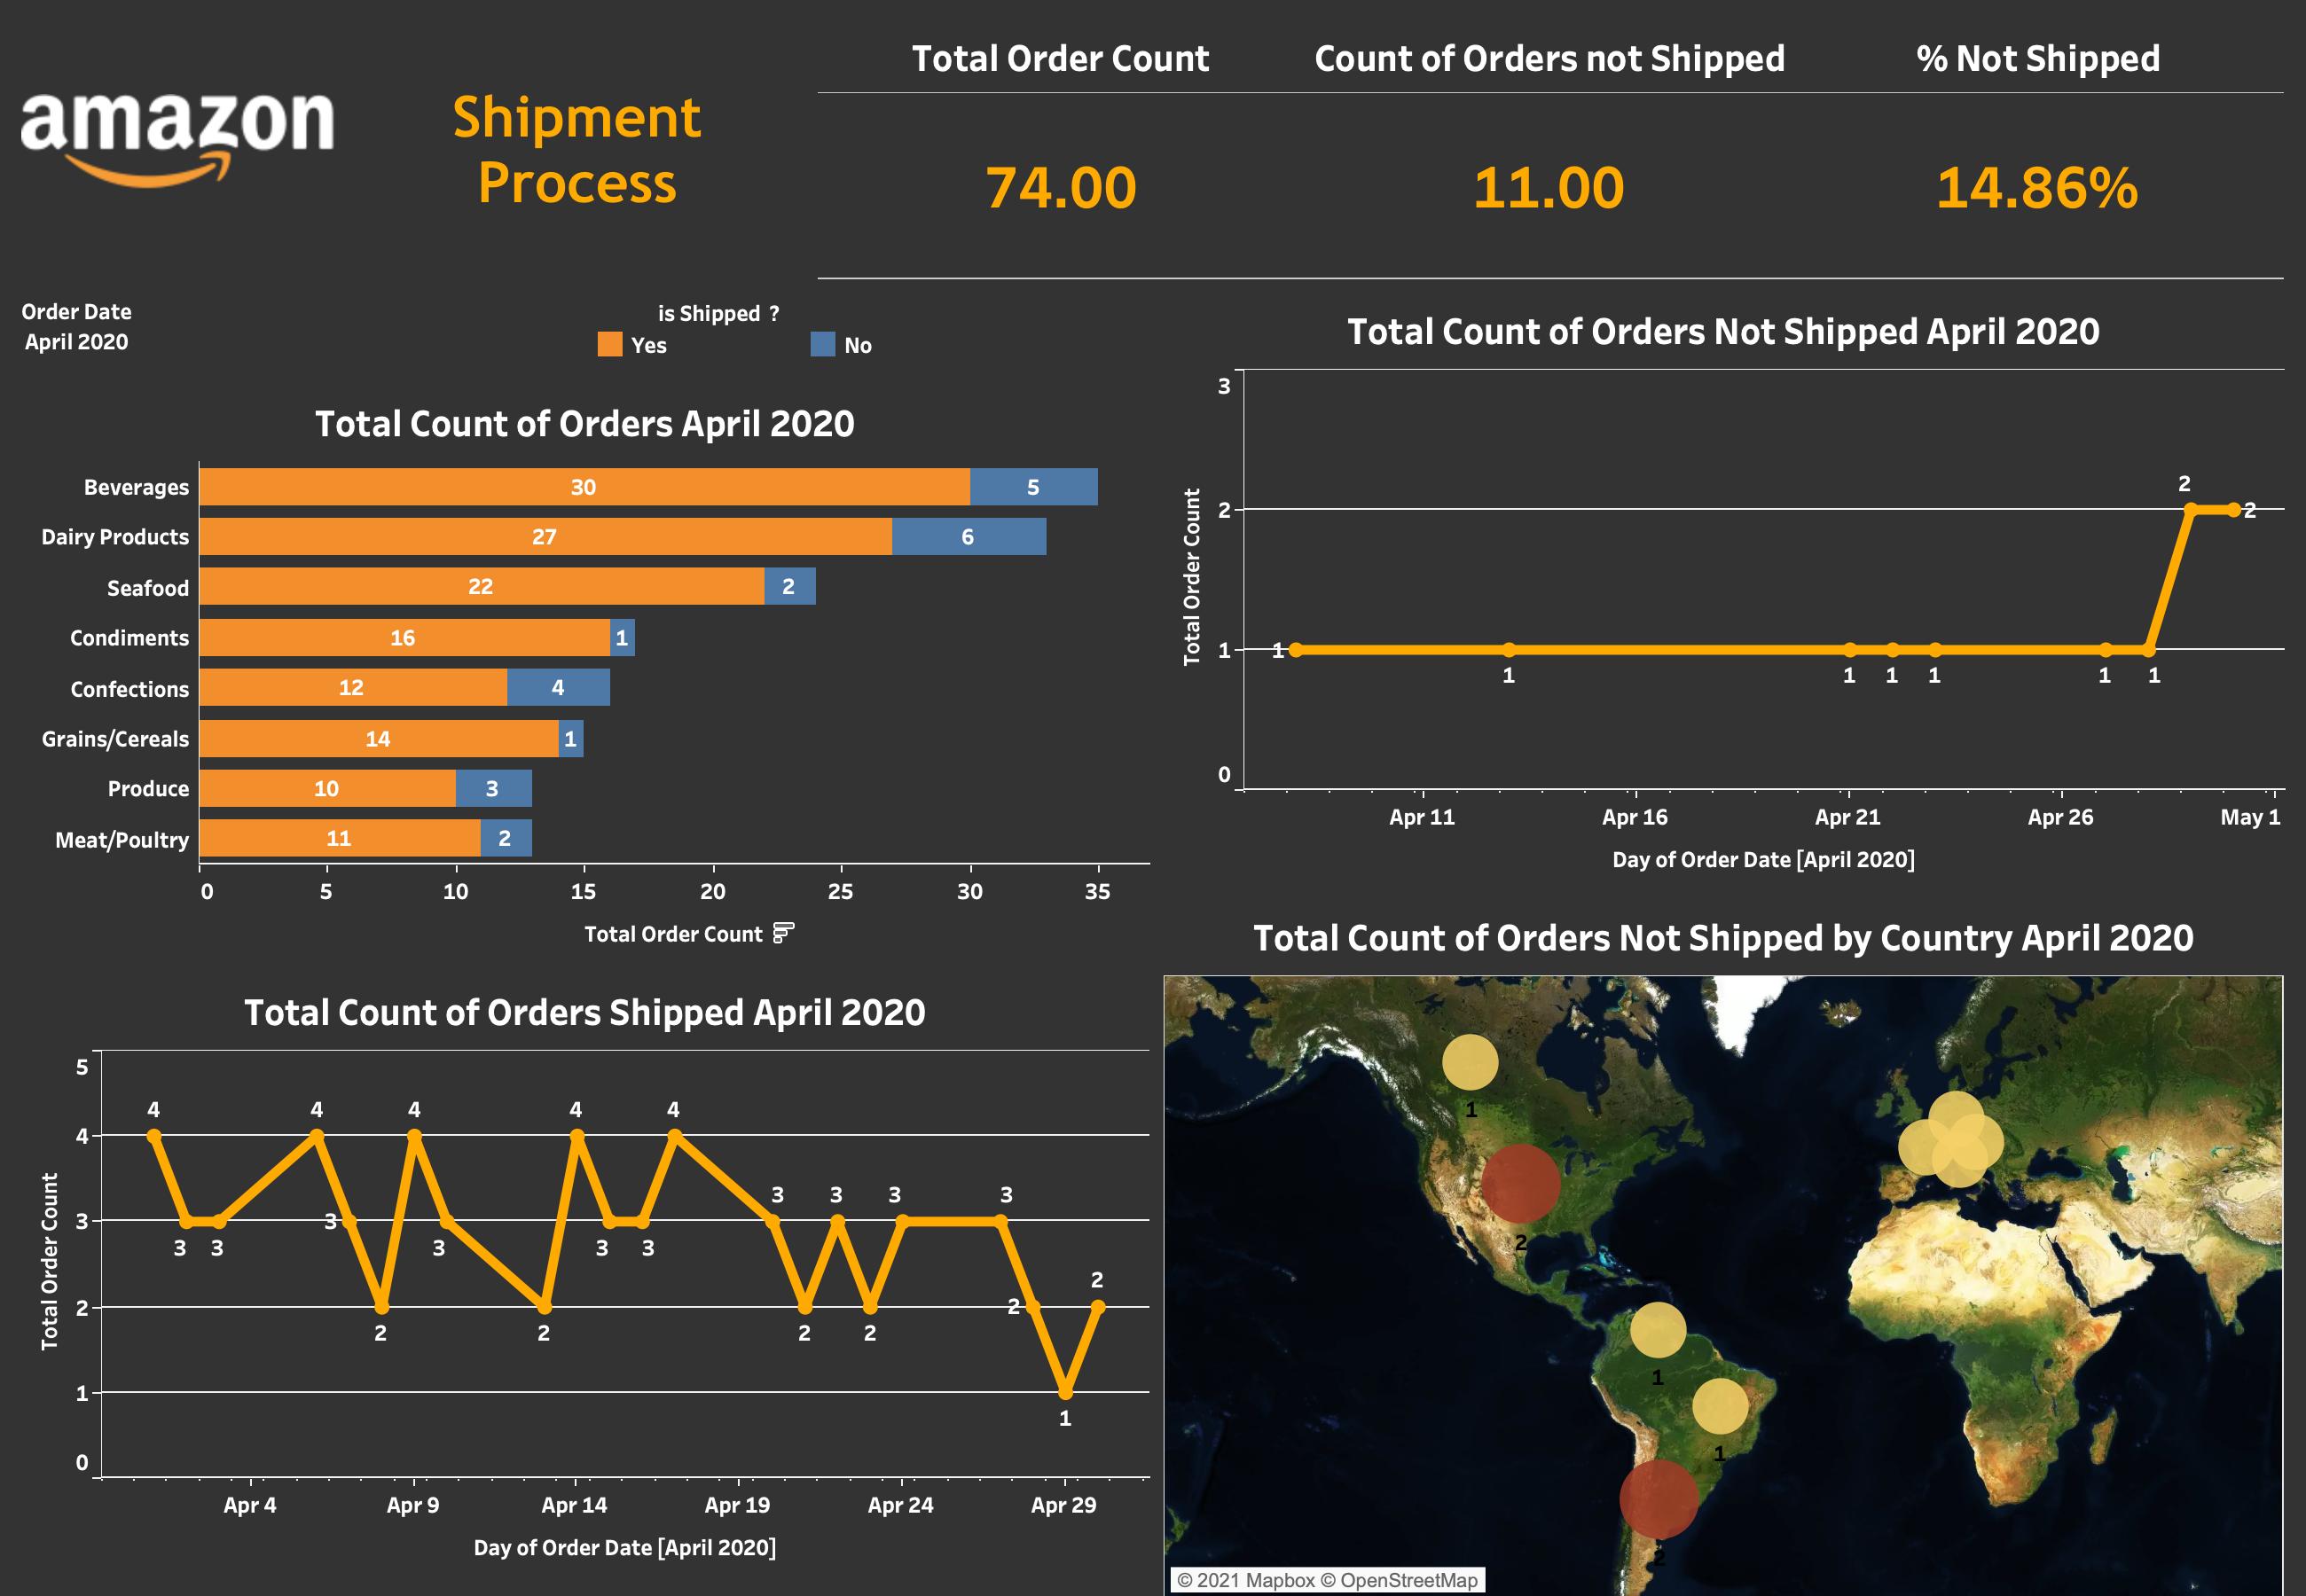 amazon
Shipment
Process
Total Order Count
Count of Orders not Shipped
% Not Shipped
74.00
11.00
14.86%
Order Date
April 2020
is Shipped ?
Yes
No
Total Count of Orders April 2020
Beverages 30 5
Dairy Products 27 6
Seafood 22 2
Condiments 16 1
Confections 12 4
Grains/Cereals 14 1
Produce 10 3
Meat/Poultry 11 2
0 5 10 15 20 25 30 35
Total Order Count
Total Count of Orders Not Shipped April 2020
Total Order Count
3
2
2 2
1 1
1 1 1 1 1 1
0
Apr 11 Apr 16 Apr 21 Apr 26 May 1
Day of Order Date [April 2020]
Total Count of Orders Shipped April 2020
Total Order Count
5
4 4 4 4 4
4
3 3 3 3
3 3
3 3 3 3 3
2 2
2
2 2 2 2
1
1
0
Apr 4 Apr 9 Apr 14 Apr 19 Apr 24 Apr 29
Day of Order Date [April 2020]
Total Count of Orders Not Shipped by Country April 2020
1
2
1
1
2
© 2021 Mapbox © OpenStreetMap